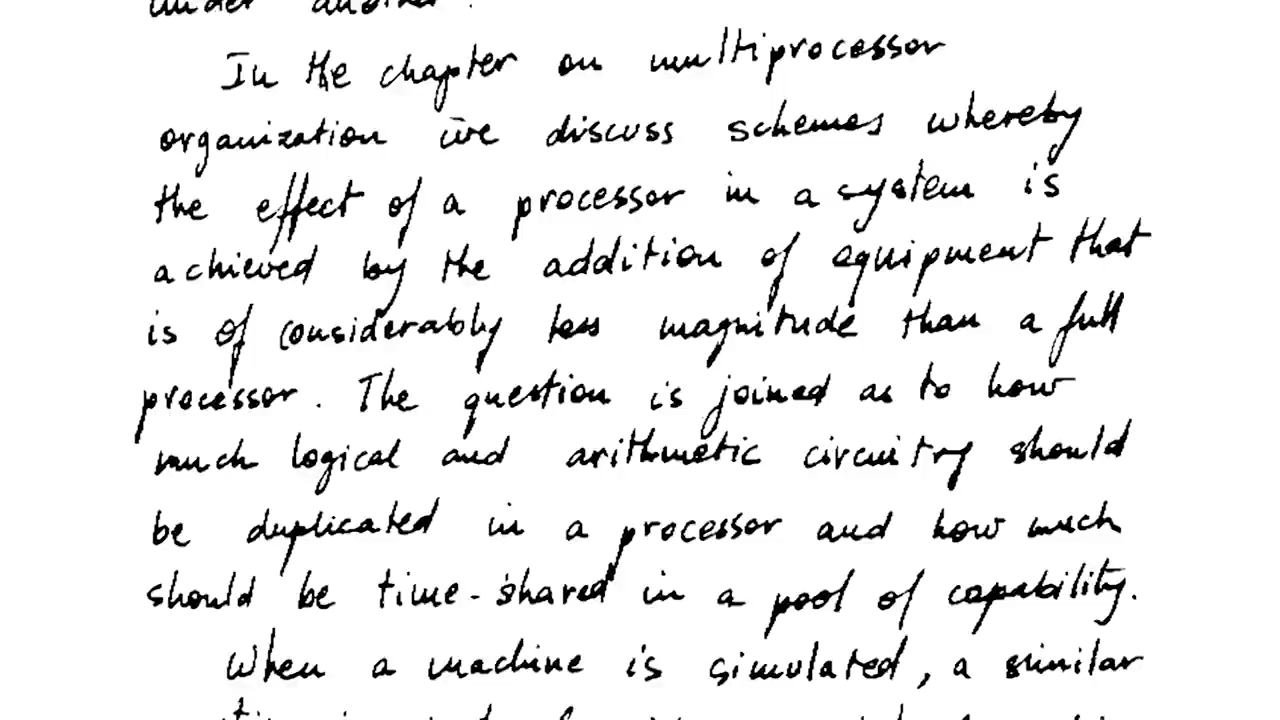 under another.
In the chapter on multiprocessor
organization we discuss schemes whereby
the effect of a processor in a system is
achieved by the addition of equipment that
is of considerably less magnitude than a full
processor. The question is joined as to how
much logical and arithmetic circuitry should
be duplicated in a processor and how much
should be time-shared in a pool of capability.
When a machine is simulated, a similar